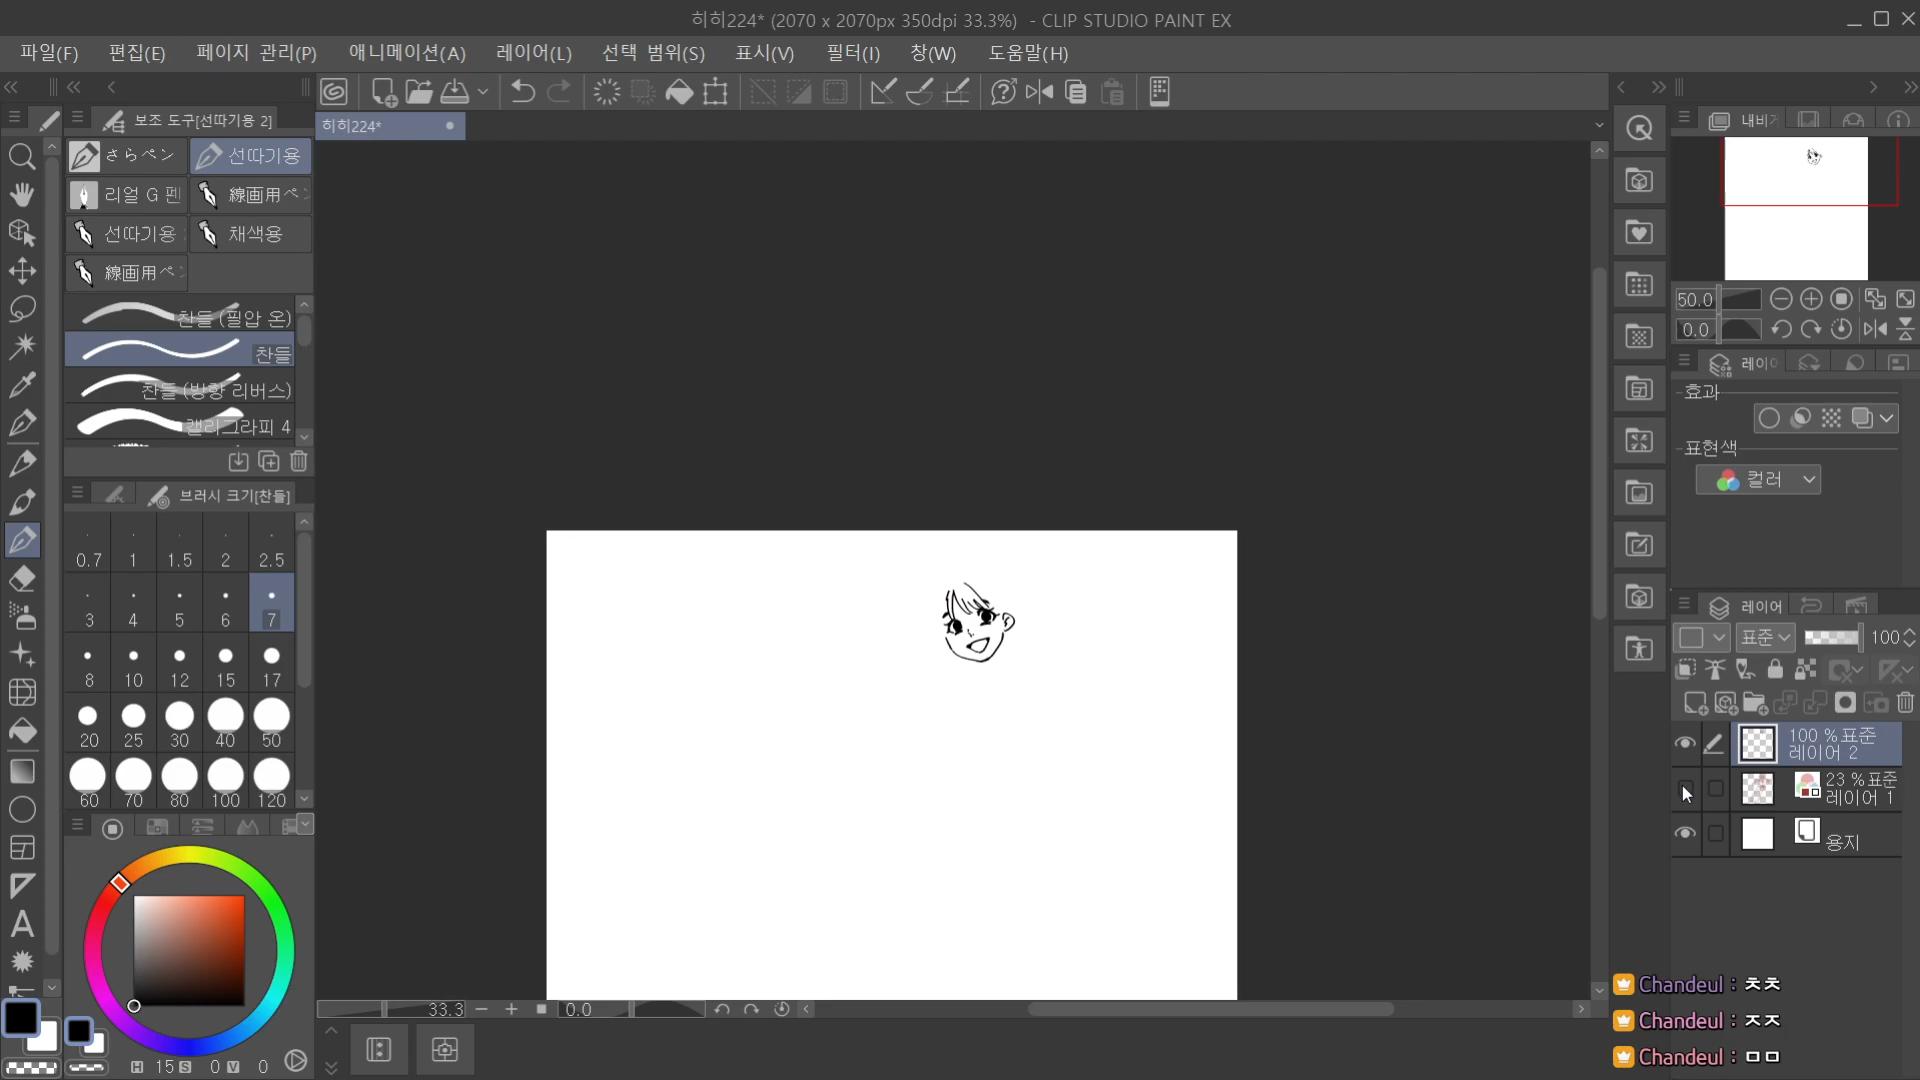 히히224* (2070 x 2070px 350dpi 33.3%) - CLIP STUDIO PAINT EX
파일(F) 편집(E) 페이지 관리(P) 애니메이션(A) 레이어(L) 선택 범위(S) 표시(V) 필터(I) 창(W) 도움말(H)
보조 도구[선따기용 2]
히히224*
내비
さらペン 선따기용
리얼 G 펜 線画用ペ
선따기용 채색용
線画用ペ
찬들 (필압 온)
찬들
찬들 (방향 리버스)
캘리그라피 4
브러시 크기[찬들]
0.7 1 1.5 2 2.5
3 4 5 6 7
8 10 12 15 17
20 25 30 40 50
60 70 80 100 120
H 15 S 0 V 0
33.3 0.0
50.0
0.0
레이
효과
표현색
컬러
레이어
표준 100
100 %표준
레이어 2
23 %표준
레이어 1
용지
Chandeul : ㅊㅊ
Chandeul : ㅈㅈ
Chandeul : ㅁㅁ